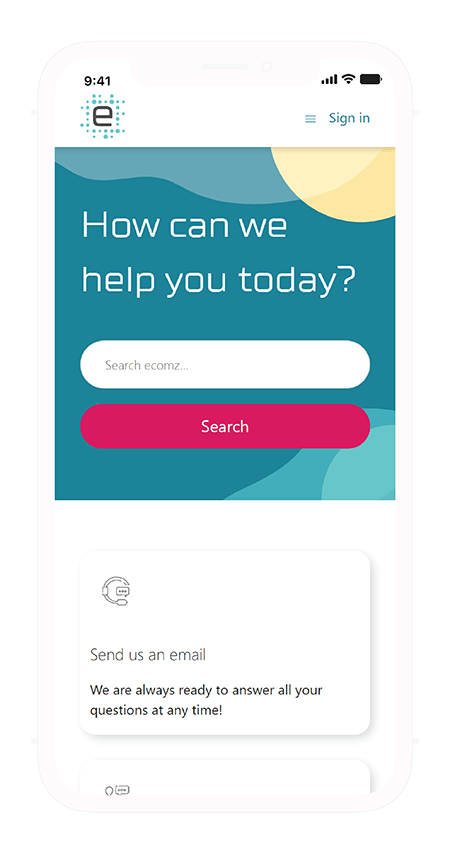 9:41
e
Sign in
How can we
help you today?
Search ecomz...
Search
Send us an email
We are always ready to answer all your
questions at any time!